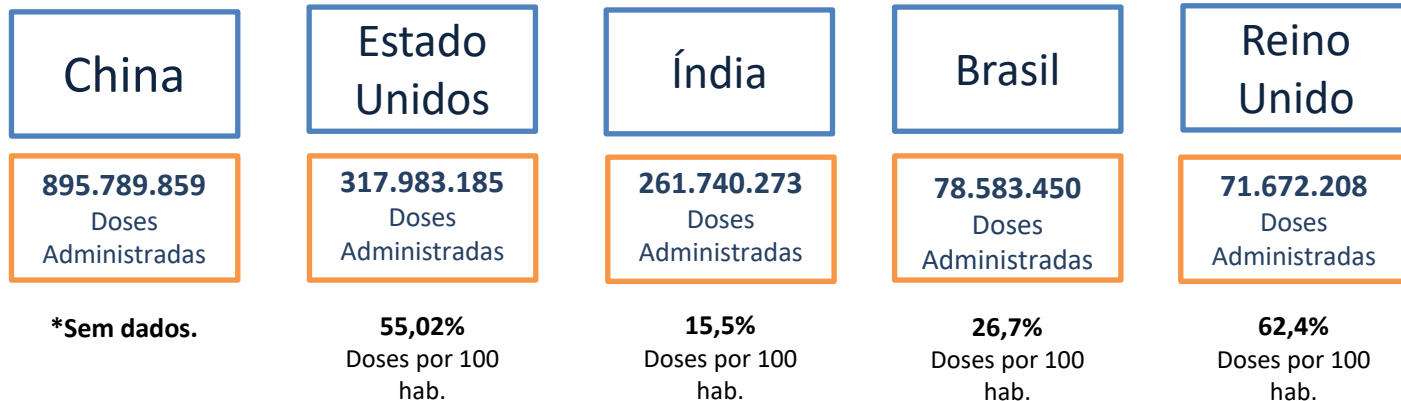 China
Estado
Unidos
Índia
Brasil
Reino
Unido
895.789.859
Doses
Administradas
317.983.185
Doses
Administradas
261.740.273
Doses
Administradas
78.583.450
Doses
Administradas
71.672.208
Doses
Administradas
*Sem dados.
55,02%
Doses por 100
hab.
15,5%
Doses por 100
hab.
26,7%
Doses por 100
hab.
62,4%
Doses por 100
hab.